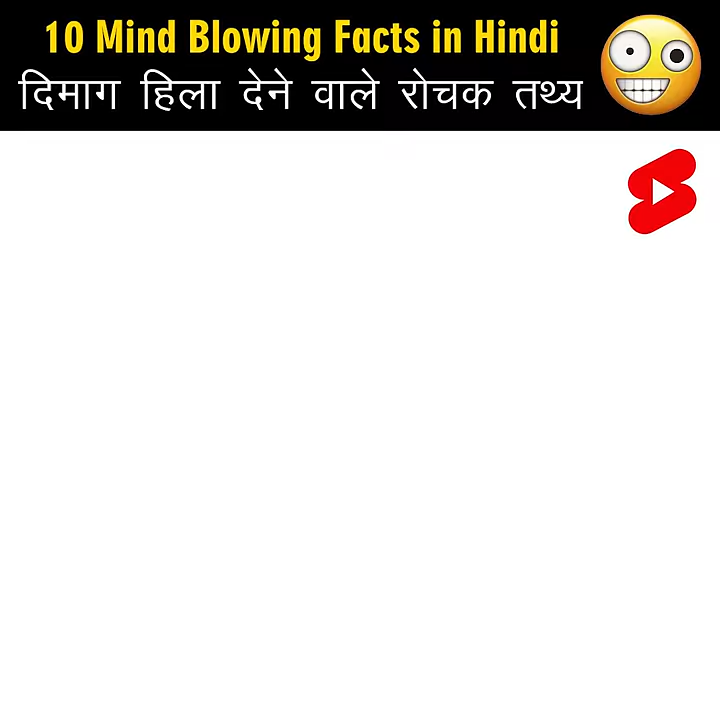 10 Mind Blowing Facts in Hindi
दिमाग हिला देने वाले रोचक तथ्य